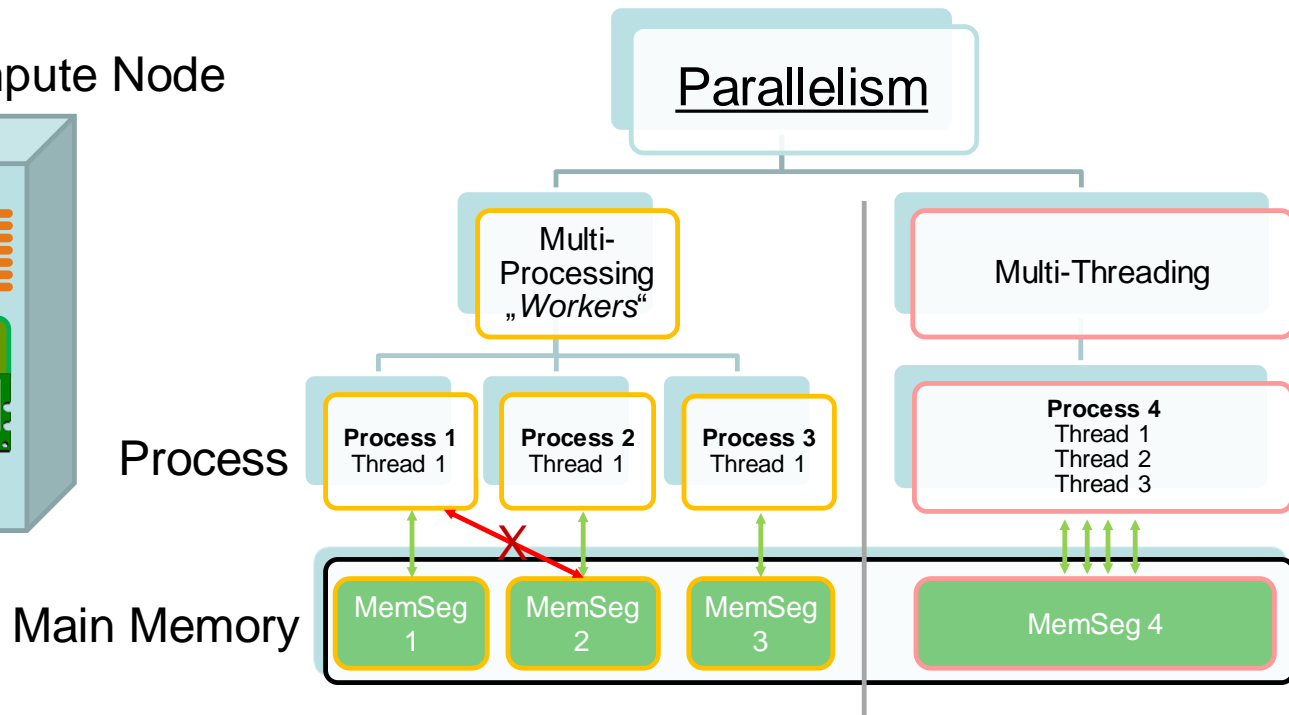 mpute Node
Parallelism
Multi-
Processing
„Workers“
Multi-Threading
Process
Process 1
Thread 1
Process 2
Thread 1
Process 3
Thread 1
Process 4
Thread 1
Thread 2
Thread 3
X
Main Memory
MemSeg
1
MemSeg
2
MemSeg
3
MemSeg 4